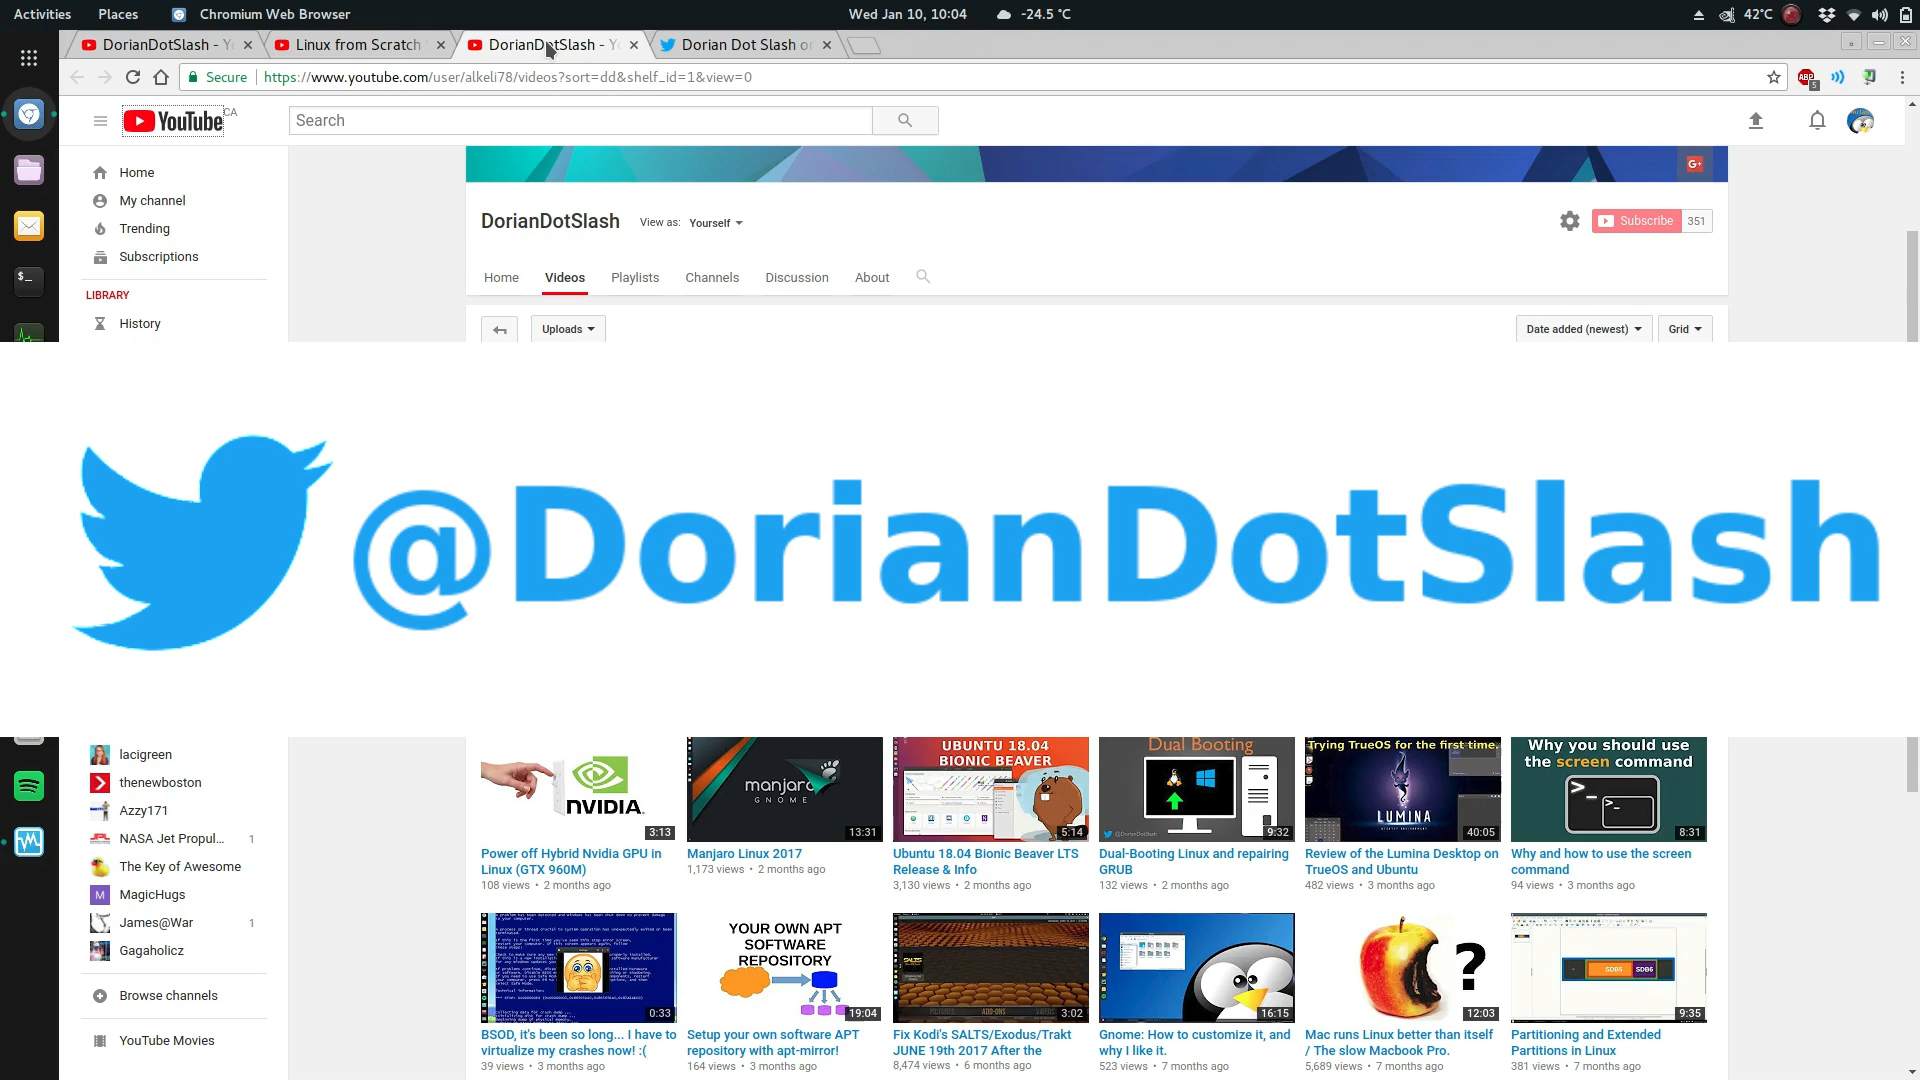 Activities Places Chromium Web Browser Wed Jan 10, 10:04 -24.5 °C 42°C
DorianDotSlash - Y Linux from Scratch DorianDotSlash - Y Dorian Dot Slash o
Secure https://www.youtube.com/user/alkeli78/videos?sort=dd&shelf_id=1&view=0 ABP 5
YouTube CA Search
Home
My channel
Trending
Subscriptions
LIBRARY
History
G+
DorianDotSlash View as: Yourself Subscribe 351
Home Videos Playlists Channels Discussion About
Uploads Date added (newest) Grid
@DorianDotSlash
lacigreen
thenewboston
Azzy171
NASA Jet Propul... 1
The Key of Awesome
M MagicHugs
James@War 1
Gagaholicz
Browse channels
YouTube Movies
NVIDIA.
3:13
Power off Hybrid Nvidia GPU in
Linux (GTX 960M)
108 views • 2 months ago
manjaro
GNOME
13:31
Manjaro Linux 2017
1,173 views • 2 months ago
UBUNTU 18.04
BIONIC BEAVER
5:14
Ubuntu 18.04 Bionic Beaver LTS
Release & Info
3,130 views • 2 months ago
Dual Booting
@DorianDotSlash
9:32
Dual-Booting Linux and repairing
GRUB
132 views • 2 months ago
Trying TrueOS for the first time.
LUMINA
40:05
Review of the Lumina Desktop on
TrueOS and Ubuntu
482 views • 3 months ago
Why you should use
the screen command
>_
>_
8:31
Why and how to use the screen
command
94 views • 3 months ago
0:33
BSOD, it's been so long... I have to
virtualize my crashes now! :(
39 views • 3 months ago
YOUR OWN APT
SOFTWARE
REPOSITORY
19:04
Setup your own software APT
repository with apt-mirror!
164 views • 3 months ago
SALTS
PICTURES ADD-ONS VIDEOS
3:02
Fix Kodi's SALTS/Exodus/Trakt
JUNE 19th 2017 After the
8,474 views • 6 months ago
16:15
Gnome: How to customize it, and
why I like it.
523 views • 7 months ago
?
12:03
Mac runs Linux better than itself
/ The slow Macbook Pro.
5,689 views • 7 months ago
SDB5 SDB6
9:35
Partitioning and Extended
Partitions in Linux
381 views • 7 months ago